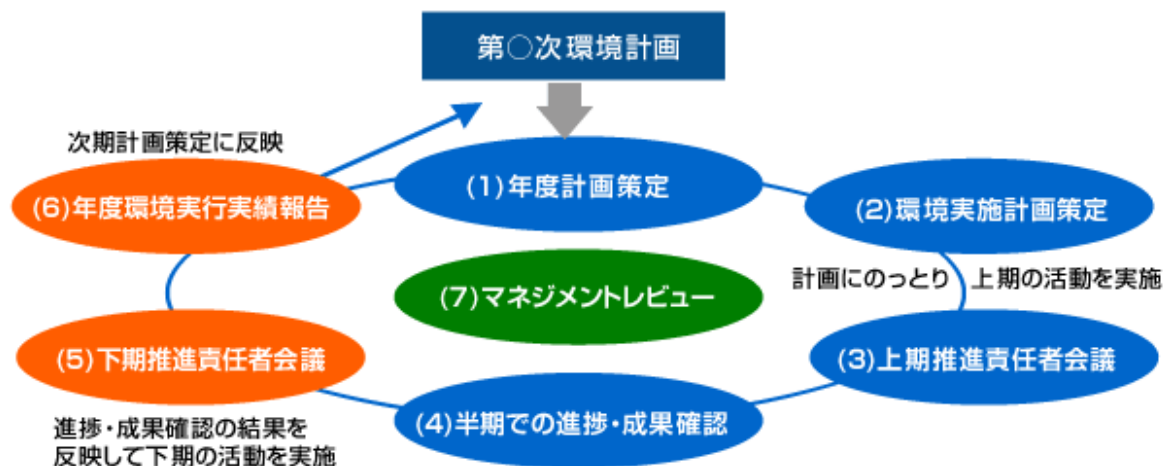 第○次環境計画
次期計画策定に反映
(1)年度計画策定
(6)年度環境実行実績報告
(2)環境実施計画策定
計画にのっとり
上期の活動を実施
(7)マネジメントレビュー
(5)下期推進責任者会議
(3)上期推進責任者会議
(4)半期での進捗・成果確認
進捗・成果確認の結果を
反映して下期の活動を実施